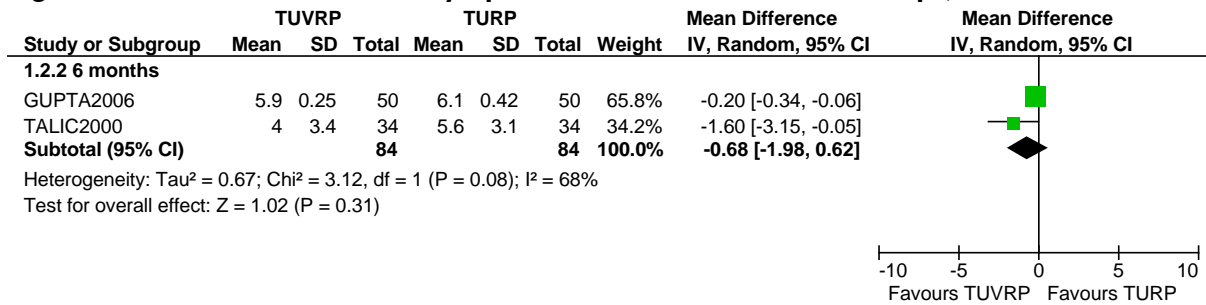 TUVRP TURP Mean Difference Mean Difference
Study or Subgroup Mean SD Total Mean SD Total Weight IV, Random, 95% CI IV, Random, 95% CI
1.2.2 6 months
GUPTA2006 5.9 0.25 50 6.1 0.42 50 65.8% -0.20 [-0.34, -0.06]
TALIC2000 4 3.4 34 5.6 3.1 34 34.2% -1.60 [-3.15, -0.05]
Subtotal (95% CI) 84 84 100.0% -0.68 [-1.98, 0.62]
Heterogeneity: Tau² = 0.67; Chi² = 3.12, df = 1 (P = 0.08); I² = 68%
Test for overall effect: Z = 1.02 (P = 0.31)
-10 -5 0 5 10
Favours TUVRP Favours TURP